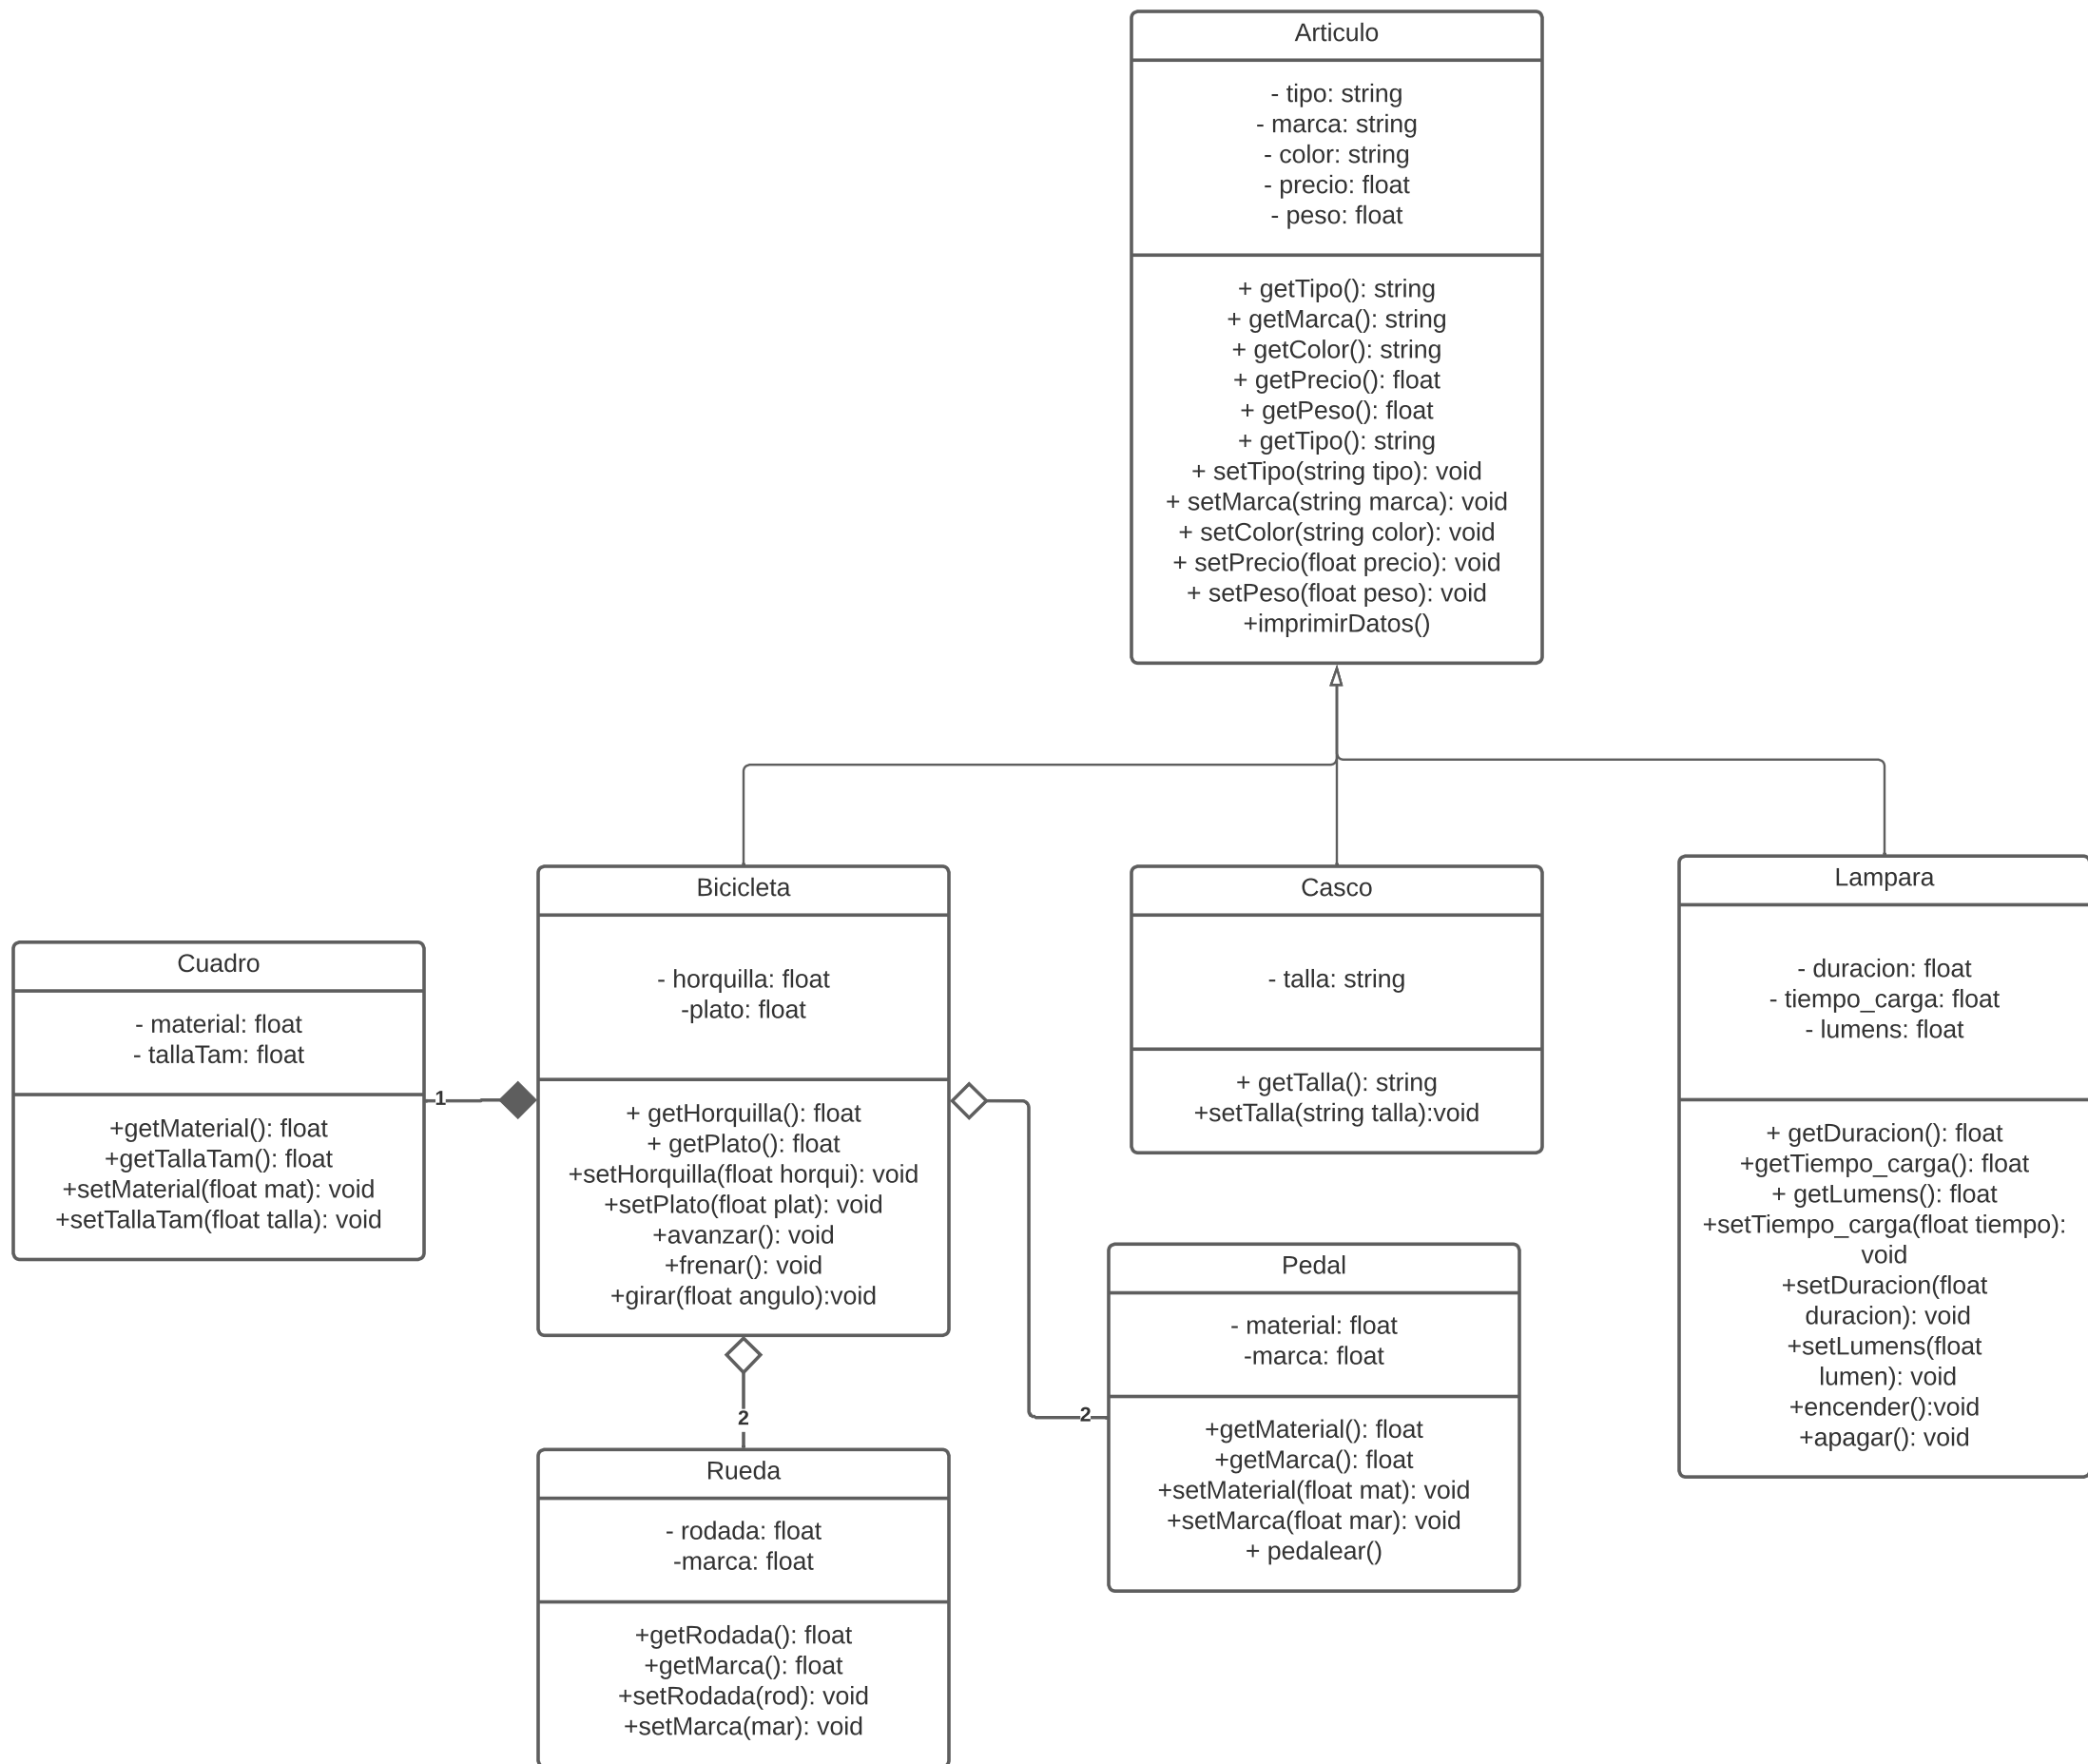 Articulo
- tipo: string
- marca: string
- color: string
- precio: float
- peso: float
+ getTipo(): string
+ getMarca(): string
+ getColor(): string
+ getPrecio(): float
+ getPeso(): float
+ getTipo(): string
+ setTipo(string tipo): void
+ setMarca(string marca): void
+ setColor(string color): void
+ setPrecio(float precio): void
+ setPeso(float peso): void
+imprimirDatos()
Cuadro
- material: float
- tallaTam: float
+getMaterial(): float
+getTallaTam(): float
+setMaterial(float mat): void
+setTallaTam(float talla): void
1
Bicicleta
- horquilla: float
-plato: float
+ getHorquilla(): float
+ getPlato(): float
+setHorquilla(float horqui): void
+setPlato(float plat): void
+avanzar(): void
+frenar(): void
+girar(float angulo):void
Casco
- talla: string
+ getTalla(): string
+setTalla(string talla):void
Lampara
- duracion: float
- tiempo_carga: float
- lumens: float
+ getDuracion(): float
+getTiempo_carga(): float
+ getLumens(): float
+setTiempo_carga(float tiempo):
void
+setDuracion(float
duracion): void
+setLumens(float
lumen): void
+encender():void
+apagar(): void
2
Pedal
- material: float
-marca: float
+getMaterial(): float
+getMarca(): float
+setMaterial(float mat): void
+setMarca(float mar): void
+ pedalear()
2
Rueda
- rodada: float
-marca: float
+getRodada(): float
+getMarca(): float
+setRodada(rod): void
+setMarca(mar): void